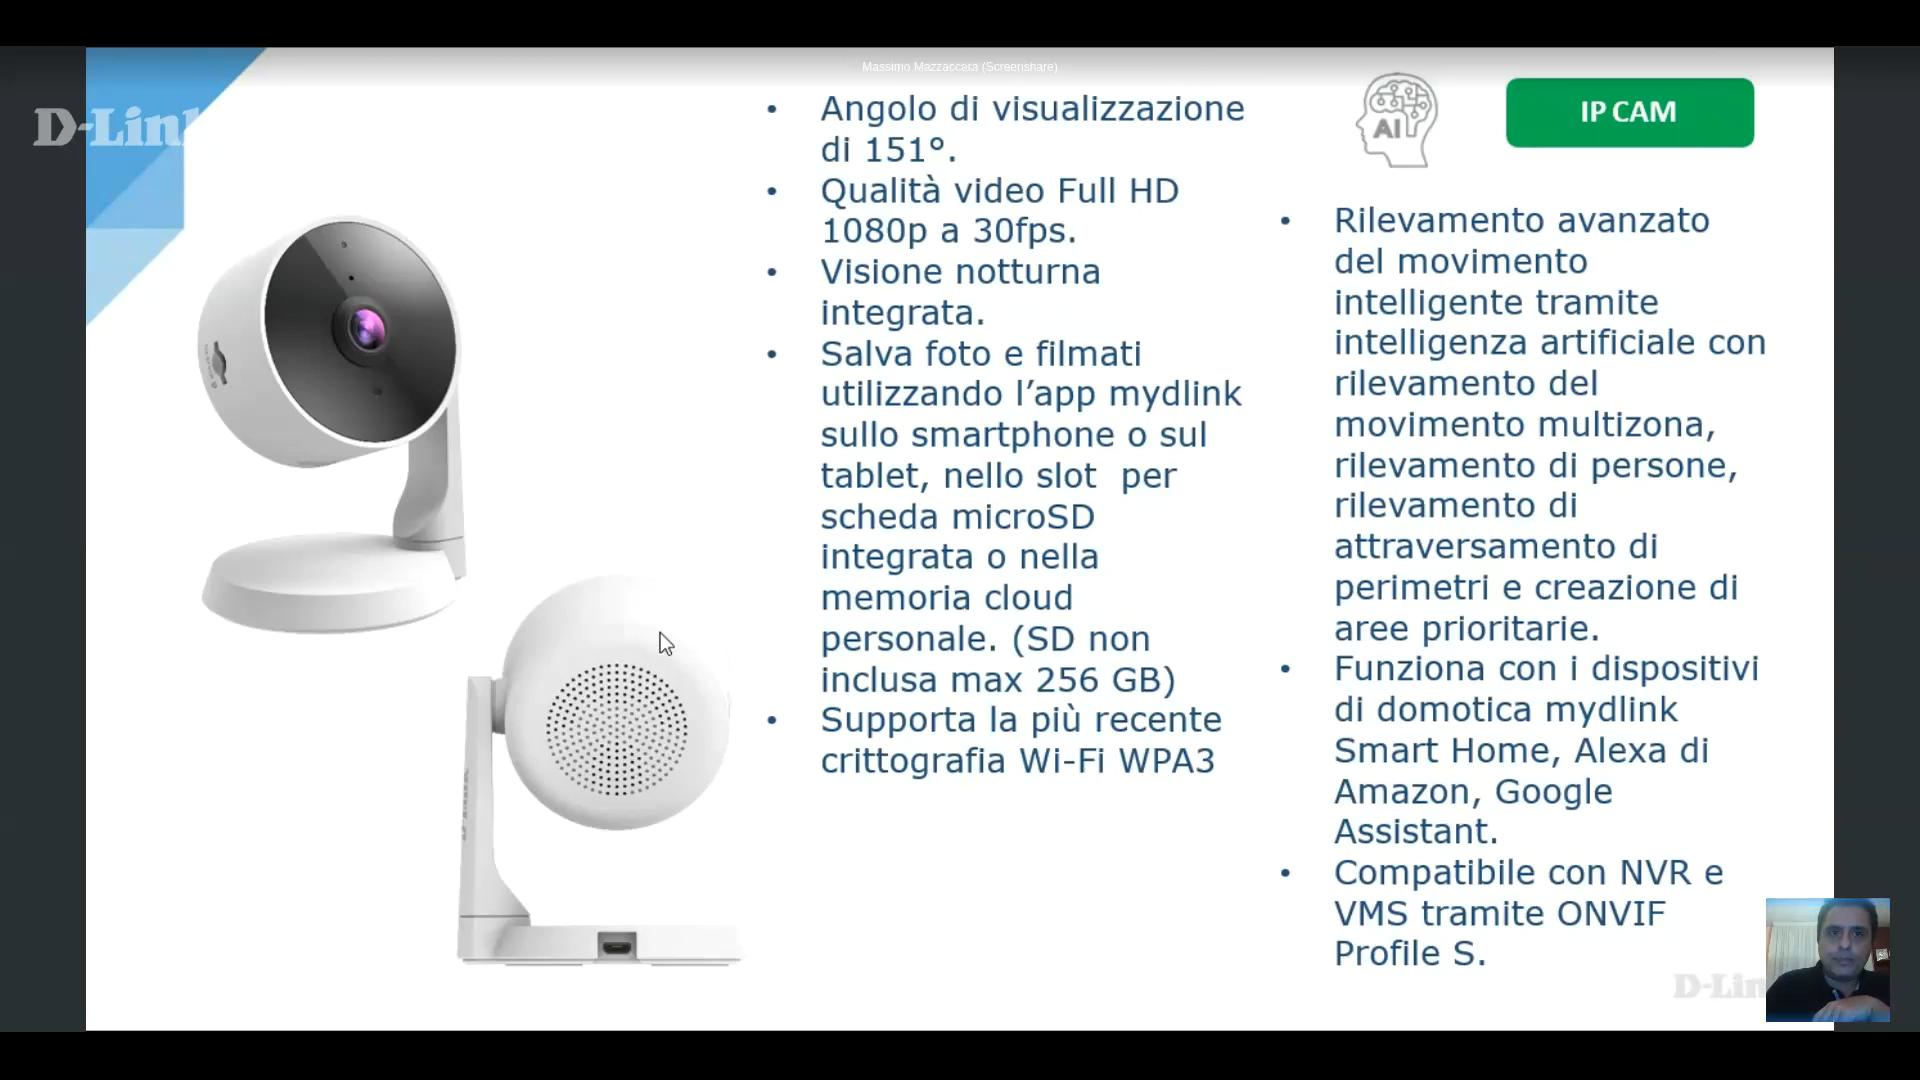 Massimo Mazzaccara (Screenshare)
D-Link
Angolo di visualizzazione
di 151°.
Qualità video Full HD
1080p a 30fps.
Visione notturna
integrata.
Salva foto e filmati
utilizzando l’app mydlink
sullo smartphone o sul
tablet, nello slot per
scheda microSD
integrata o nella
memoria cloud
personale. (SD non
inclusa max 256 GB)
Supporta la più recente
crittografia Wi-Fi WPA3
AI
IP CAM
Rilevamento avanzato
del movimento
intelligente tramite
intelligenza artificiale con
rilevamento del
movimento multizona,
rilevamento di persone,
rilevamento di
attraversamento di
perimetri e creazione di
aree prioritarie.
Funziona con i dispositivi
di domotica mydlink
Smart Home, Alexa di
Amazon, Google
Assistant.
Compatibile con NVR e
VMS tramite ONVIF
Profile S.
D-Lin